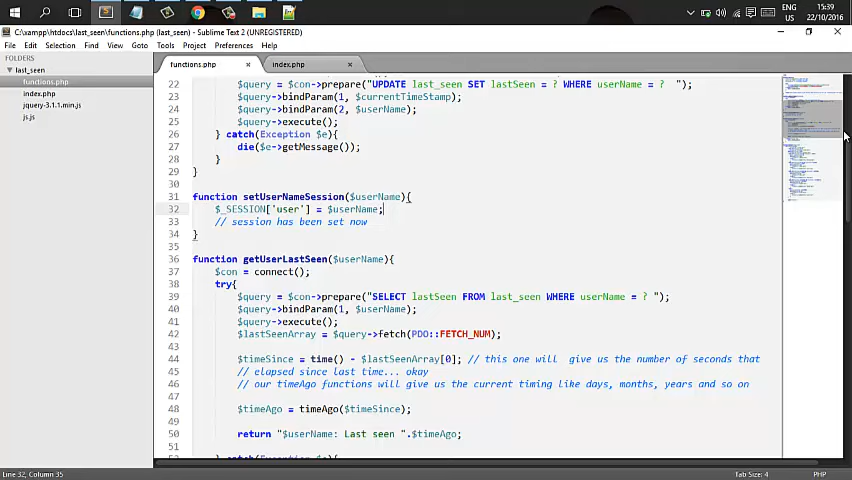 ENG
US
15:39
22/10/2016
C:\xampp\htdocs\last_seen\functions.php (last_seen) - Sublime Text 2 (UNREGISTERED)
File Edit Selection Find View Goto Tools Project Preferences Help
FOLDERS
last_seen
functions.php
index.php
jquery-3.1.1.min.js
js.js
functions.php × index.php ×
22 $query = $con->prepare("UPDATE last_seen SET lastSeen = ? WHERE userName = ?  ");
23 $query->bindParam(1, $currentTimeStamp);
24 $query->bindParam(2, $userName);
25 $query->execute();
26 } catch(Exception $e){
27 die($e->getMessage());
28 }
29 }
30
31 function setUserNameSession($userName){
32 $_SESSION['user'] = $userName;
33 // session has been set now
34 }
35
36 function getUserLastSeen($userName){
37 $con = connect();
38 try{
39 $query = $con->prepare("SELECT lastSeen FROM last_seen WHERE userName = ? ");
40 $query->bindParam(1, $userName);
41 $query->execute();
42 $lastSeenArray = $query->fetch(PDO::FETCH_NUM);
43
44 $timeSince = time() - $lastSeenArray[0]; // this one will  give us the number of seconds that
45 // elapsed since last time... okay
46 // our timeAgo functions will give us the current timing like days, months, years and so on
47
48 $timeAgo = timeAgo($timeSince);
49
50 return "$userName: Last seen ".$timeAgo;
51
Line 32, Column 35
Tab Size: 4
PHP